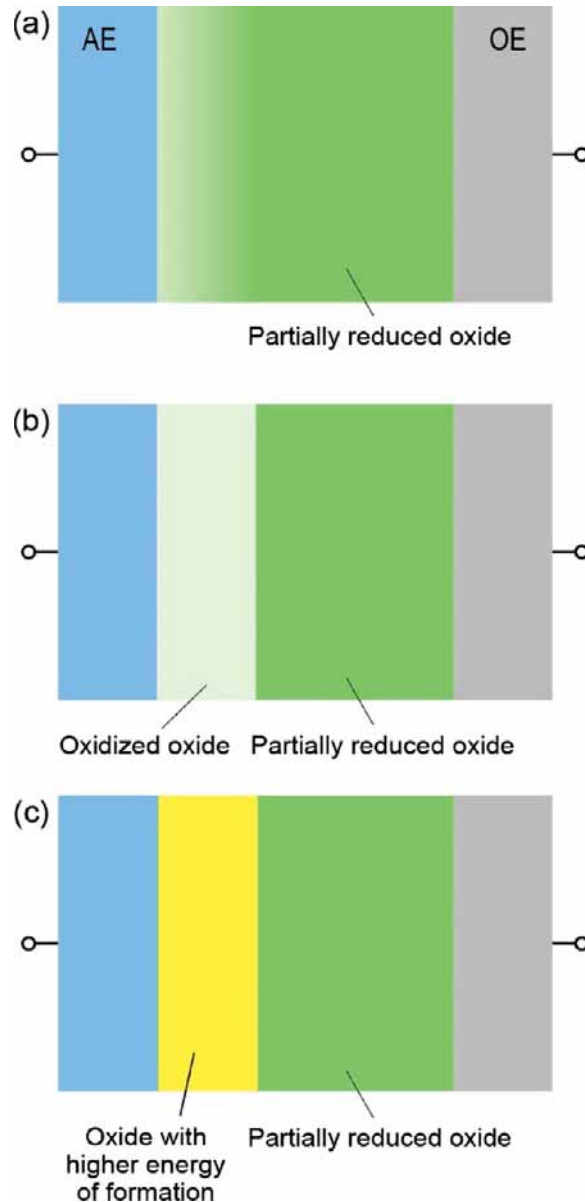 (a)
AE
OE
Partially reduced oxide
(b)
Oxidized oxide
Partially reduced oxide
(c)
Oxide with
higher energy
of formation
Partially reduced oxide